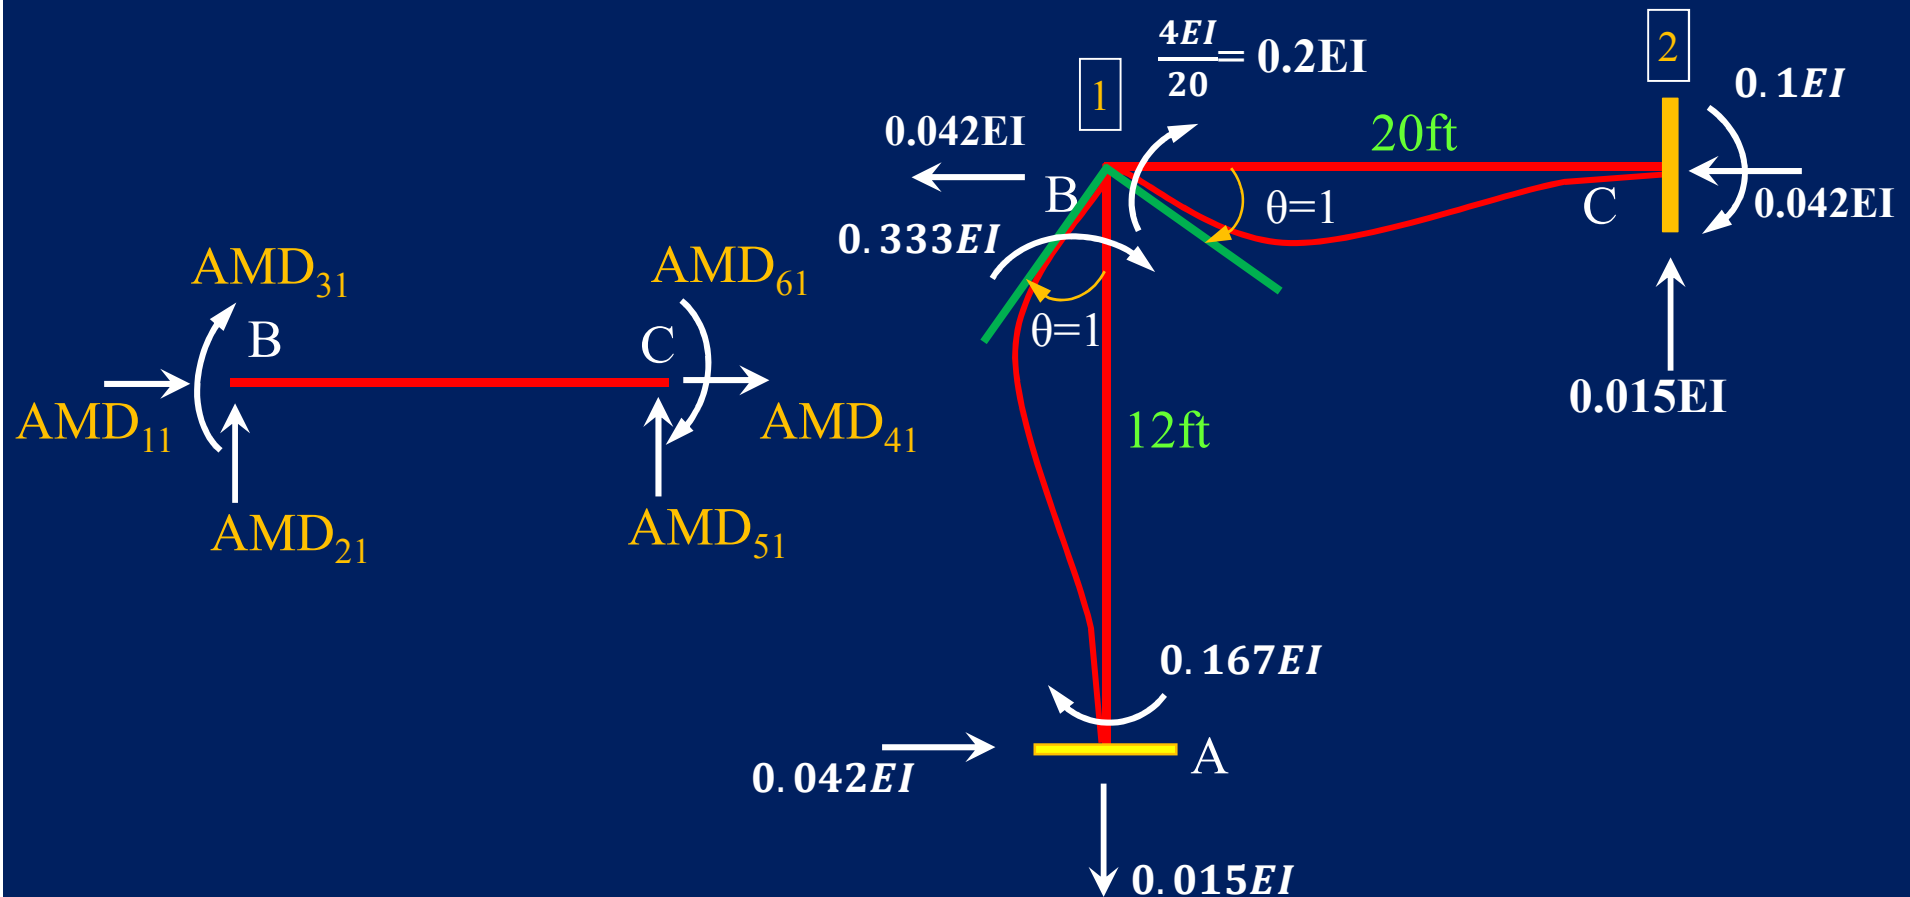 AMD31
B
AMD11
AMD21
AMD61
C
AMD41
AMD51
4EI/20 = 0.2EI
1
2
0.1EI
0.042EI
20ft
B
θ=1
C
0.042EI
0.333EI
θ=1
0.015EI
12ft
0.167EI
0.042EI
A
0.015EI